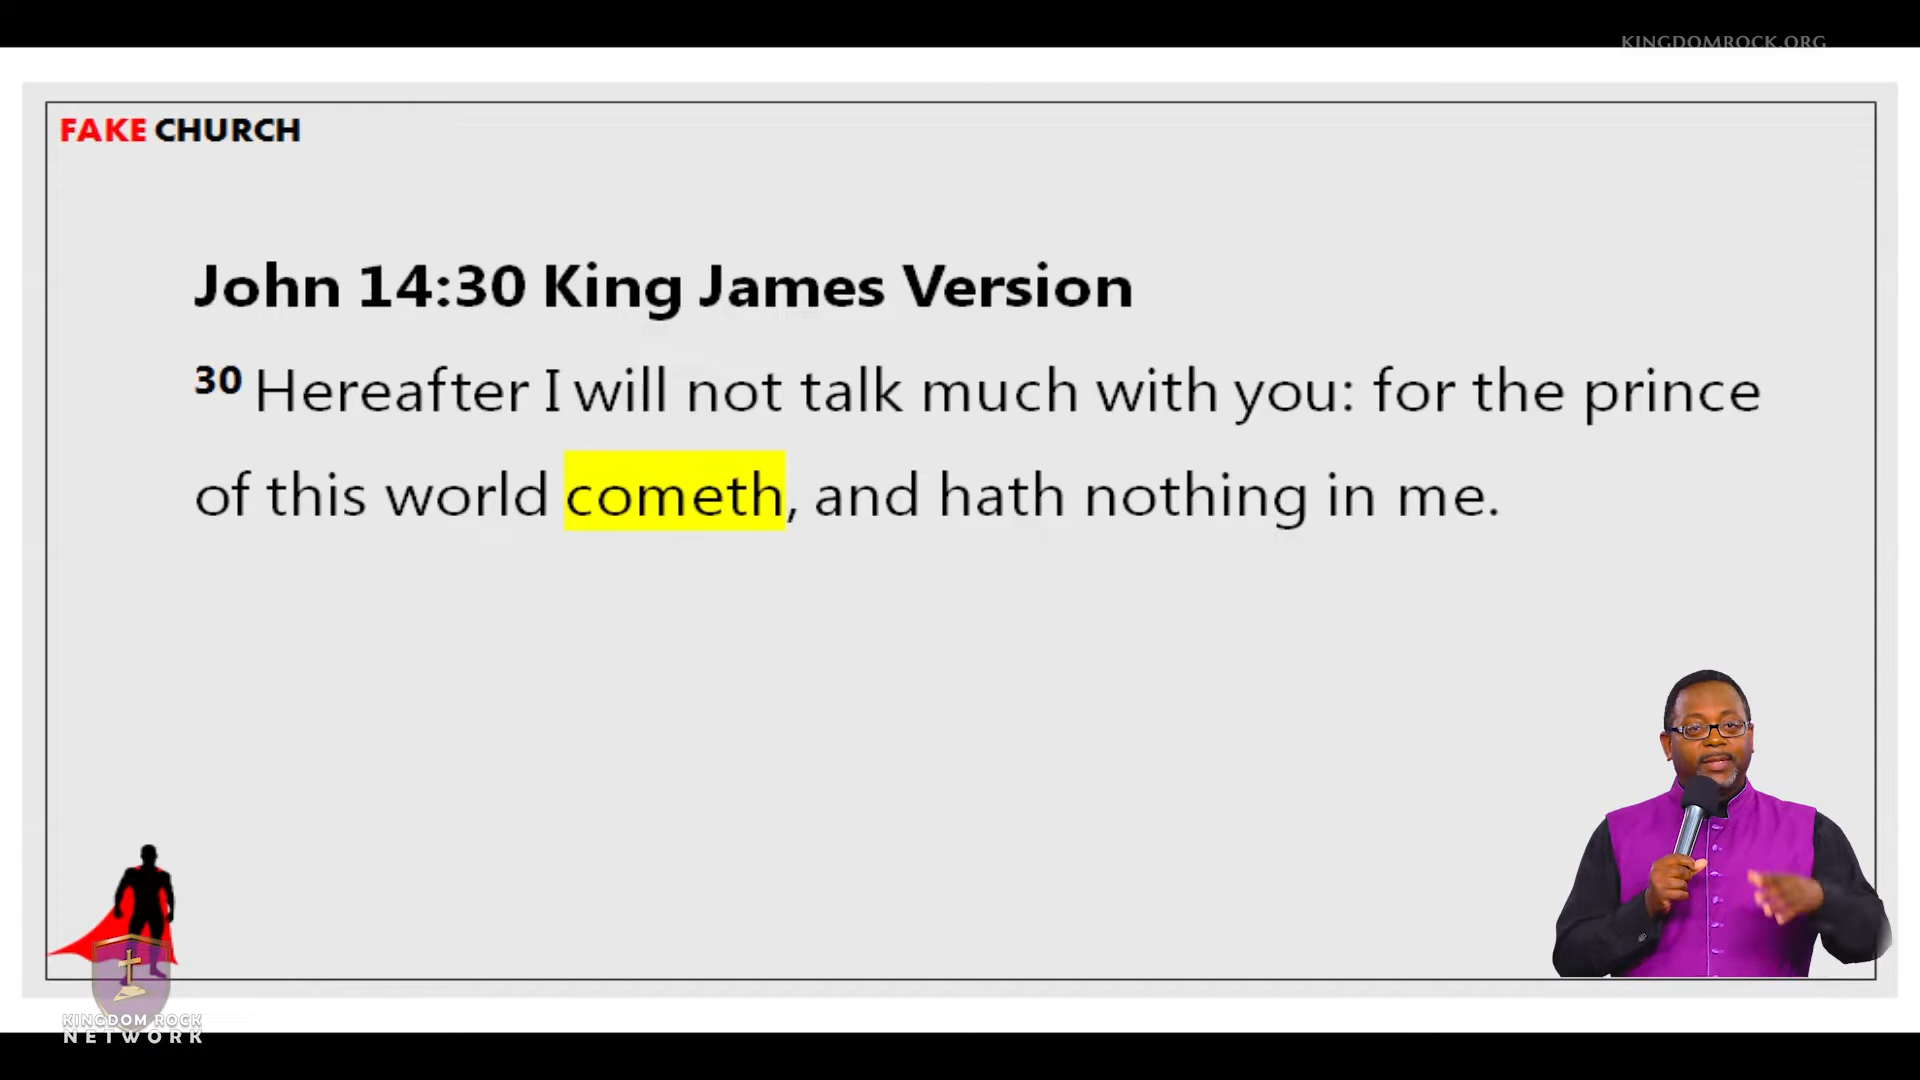 KINGDOMROCK.ORG
FAKE CHURCH
John 14:30 King James Version
30 Hereafter I will not talk much with you: for the prince
of this world cometh, and hath nothing in me.
KINGDOM ROCK
NETWORK